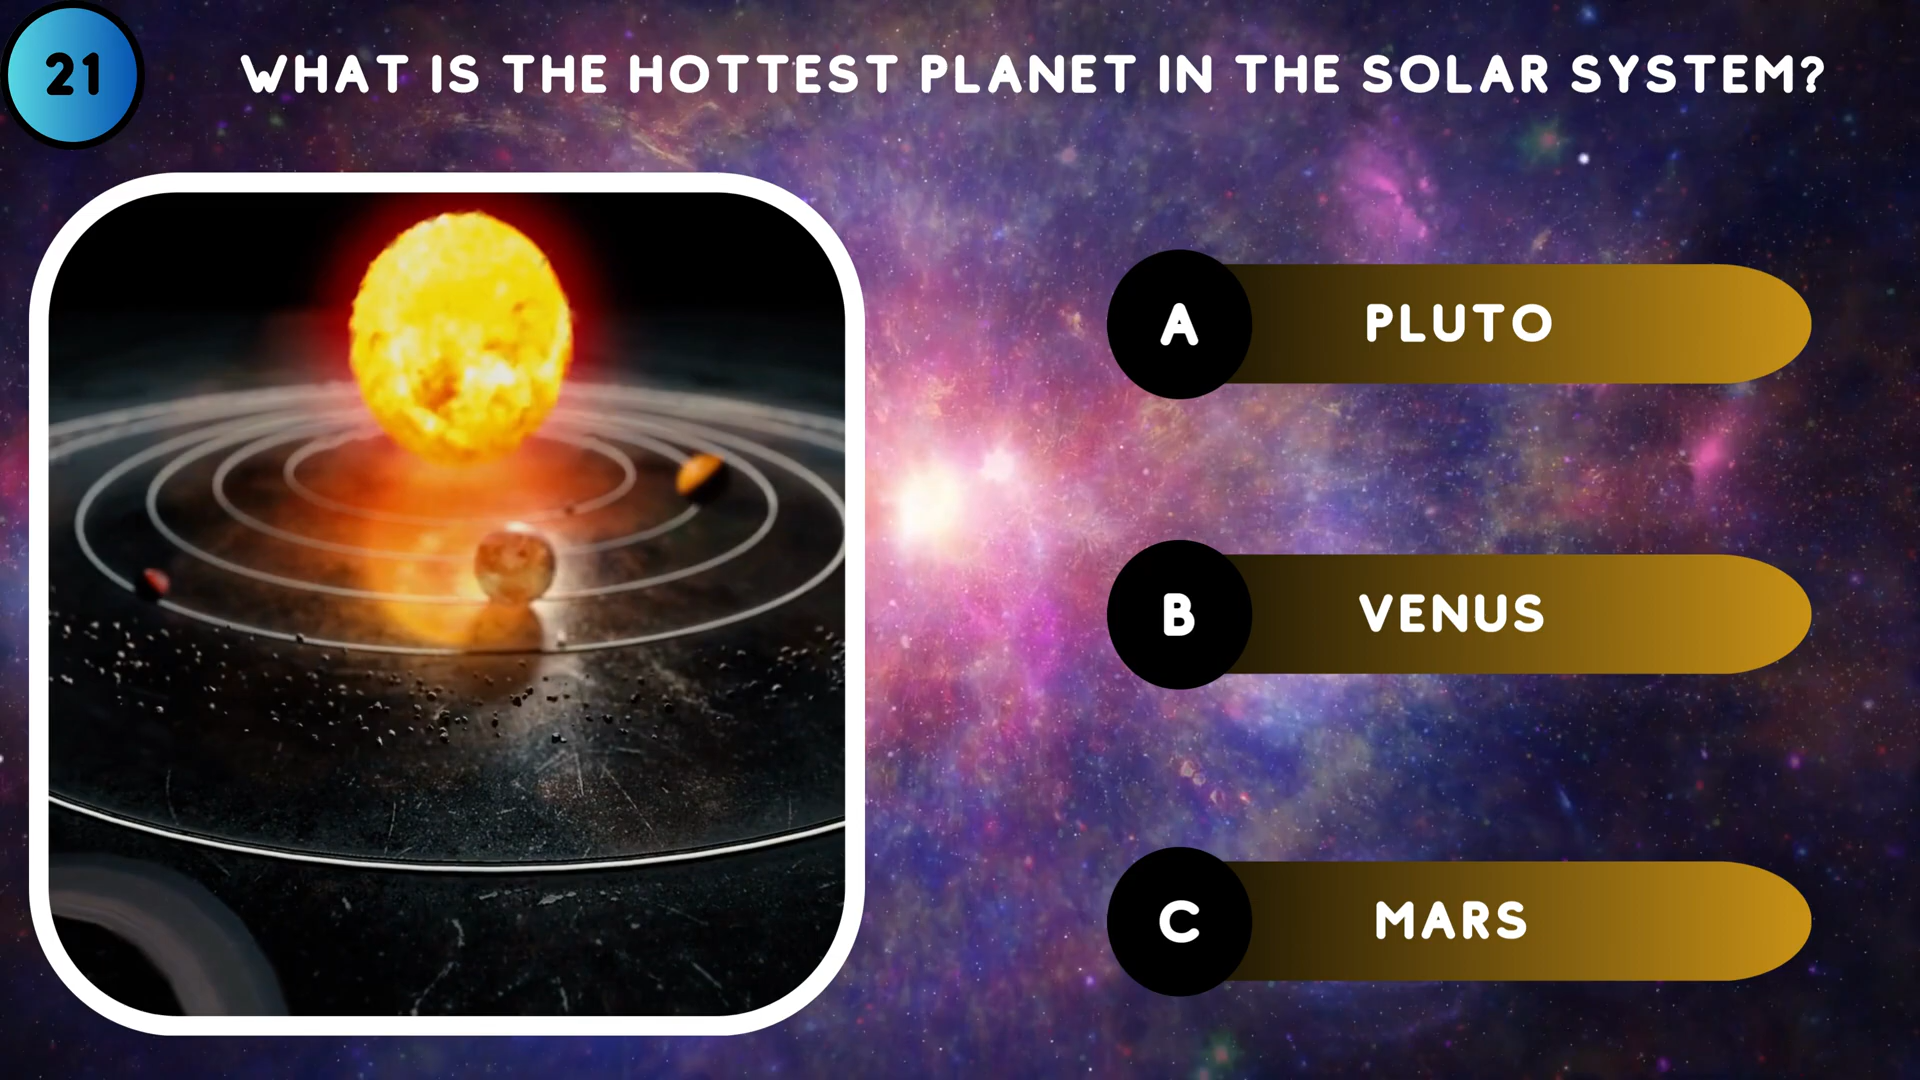 21
WHAT IS THE HOTTEST PLANET IN THE SOLAR SYSTEM?
A PLUTO
B VENUS
C MARS